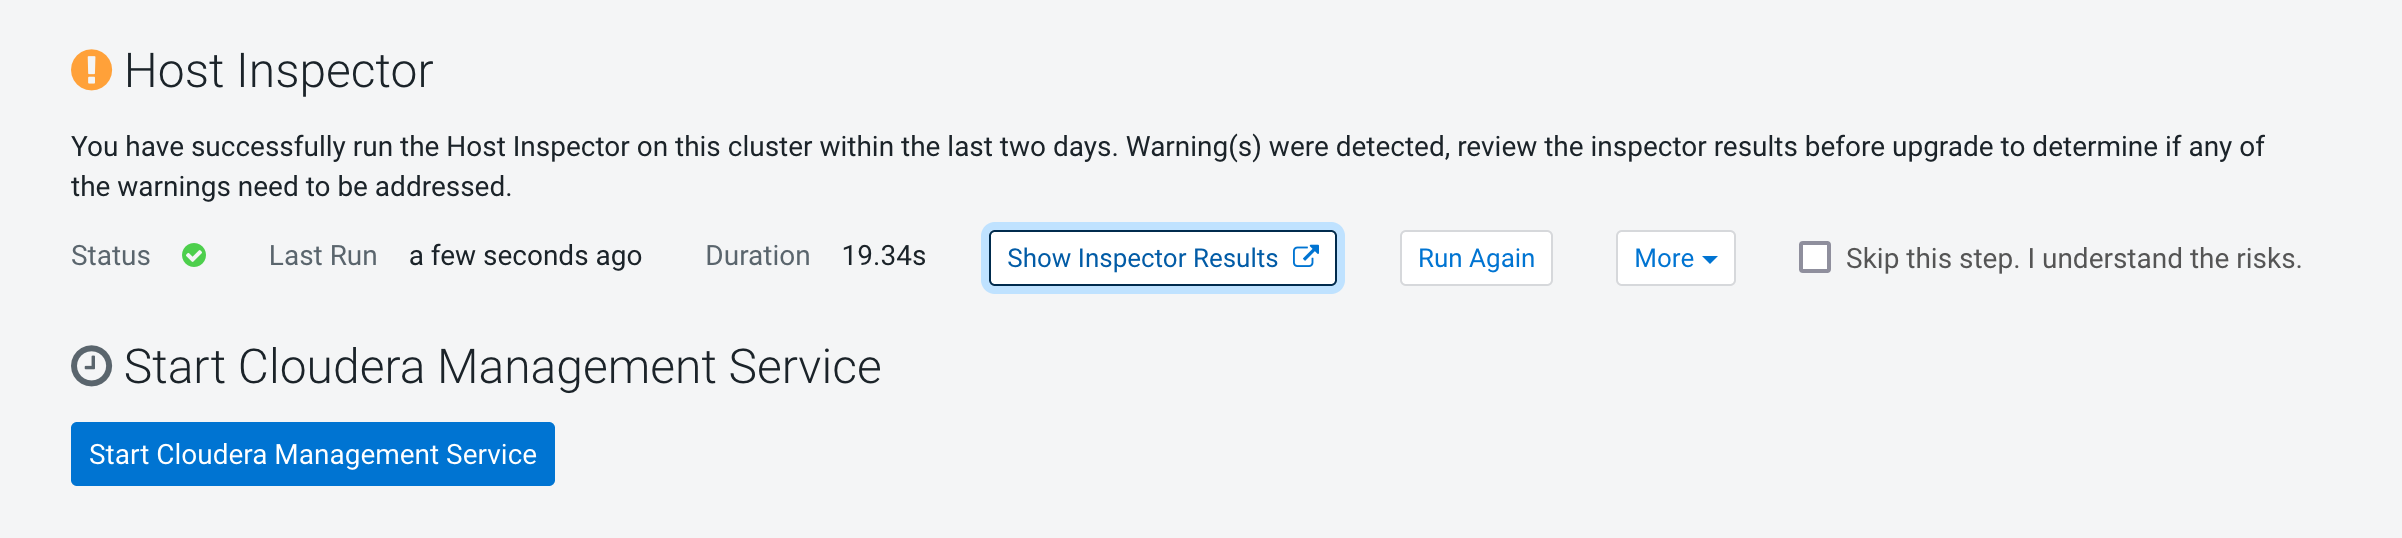 Host Inspector
You have successfully run the Host Inspector on this cluster within the last two days. Warning(s) were detected, review the inspector results before upgrade to determine if any of
the warnings need to be addressed.
Status Last Run a few seconds ago Duration 19.34s Show Inspector Results Run Again More Skip this step. I understand the risks.
Start Cloudera Management Service
Start Cloudera Management Service